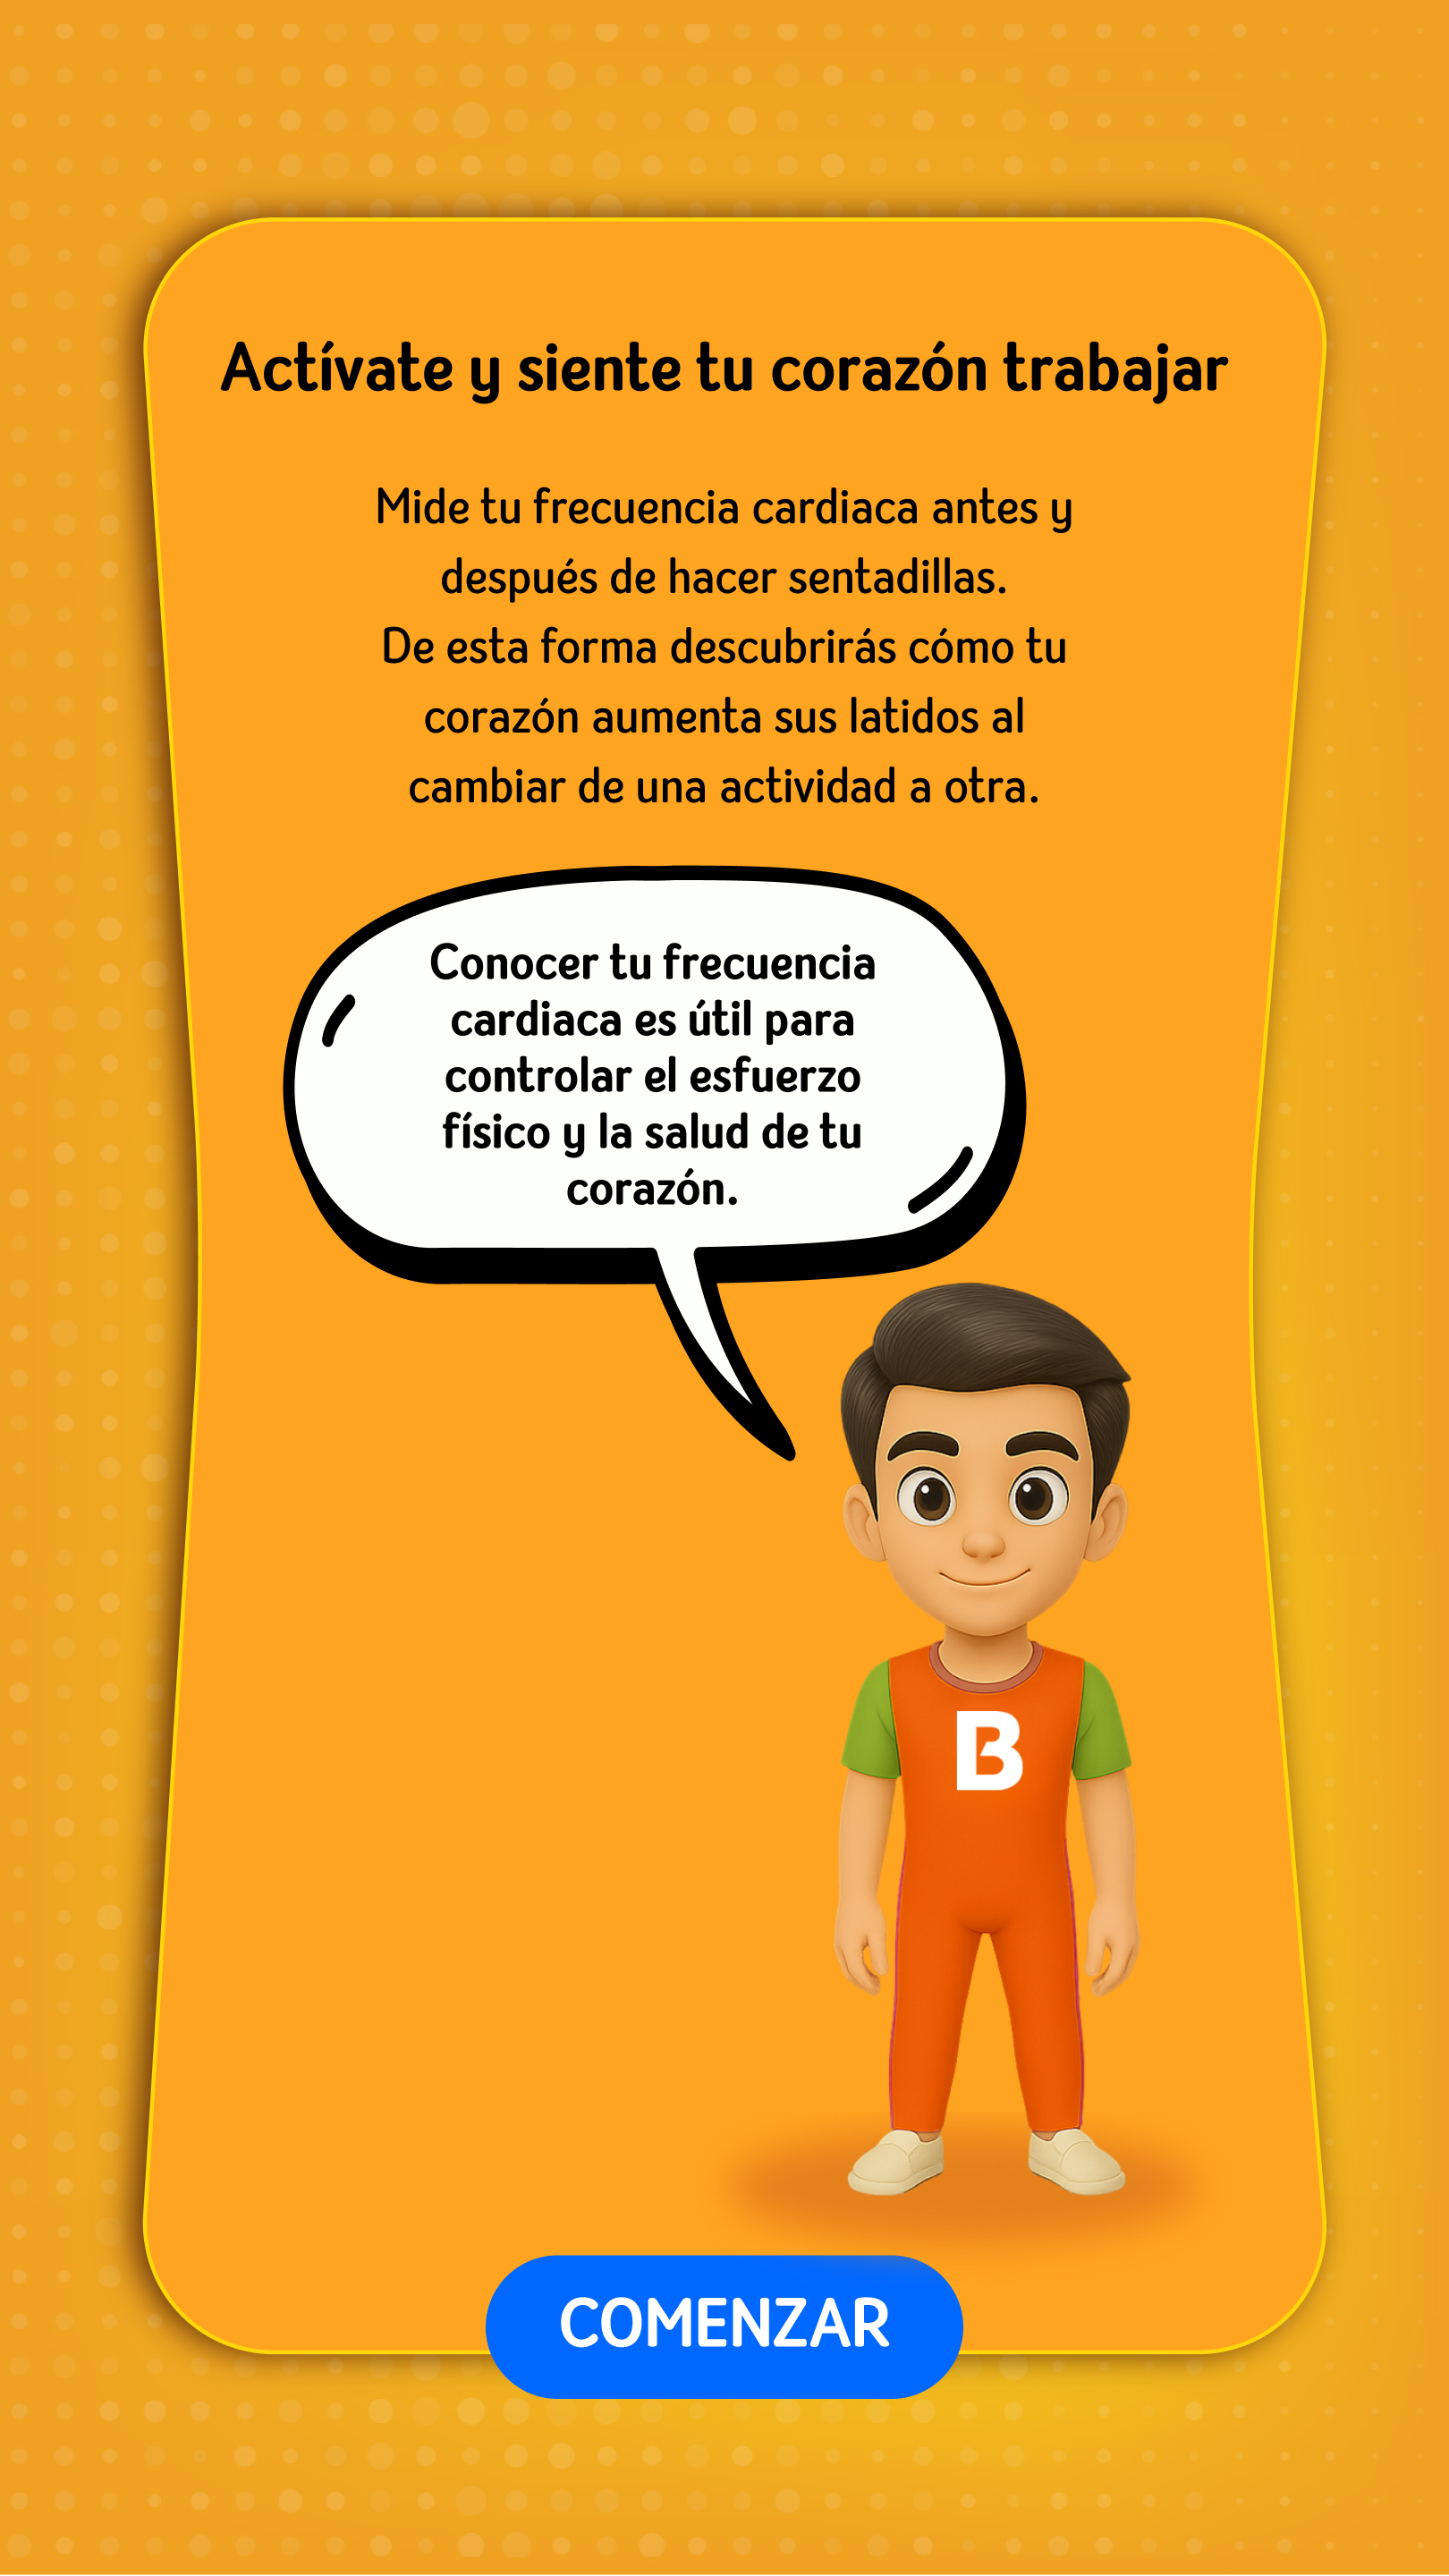 Actívate y siente tu corazón trabajar
Mide tu frecuencia cardiaca antes y
después de hacer sentadillas.
De esta forma descubrirás cómo tu
corazón aumenta sus latidos al
cambiar de una actividad a otra.
Conocer tu frecuencia
cardiaca es útil para
controlar el esfuerzo
físico y la salud de tu
corazón.
B
COMENZAR